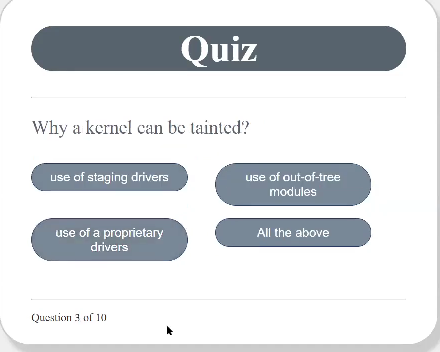 Quiz
Why a kernel can be tainted?
use of staging drivers
use of out-of-tree
modules
use of a proprietary
drivers
All the above
Question 3 of 10